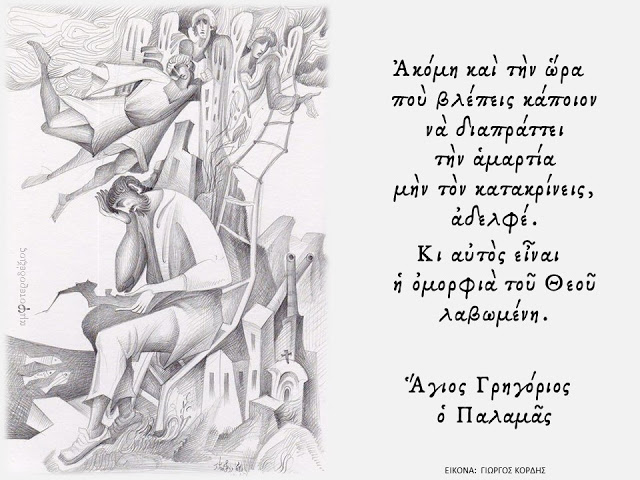 Ἀκόμη καὶ τὴν ὥρα
ποὺ βλέπεις κάποιον
νὰ διαπράττει
τὴν ἁμαρτία
μὴν τὸν κατακρίνεις,
ἀδελφέ.
Κι αὐτὸς εἶναι
ἡ ὀμορφιὰ τοῦ Θεοῦ
λαβωμένη.
Ἅγιος Γρηγόριος
ὁ Παλαμᾶς
ΕΙΚΟΝΑ: ΓΙΩΡΓΟΣ ΚΟΡΔΗΣ
αμφοτεροδέξιος